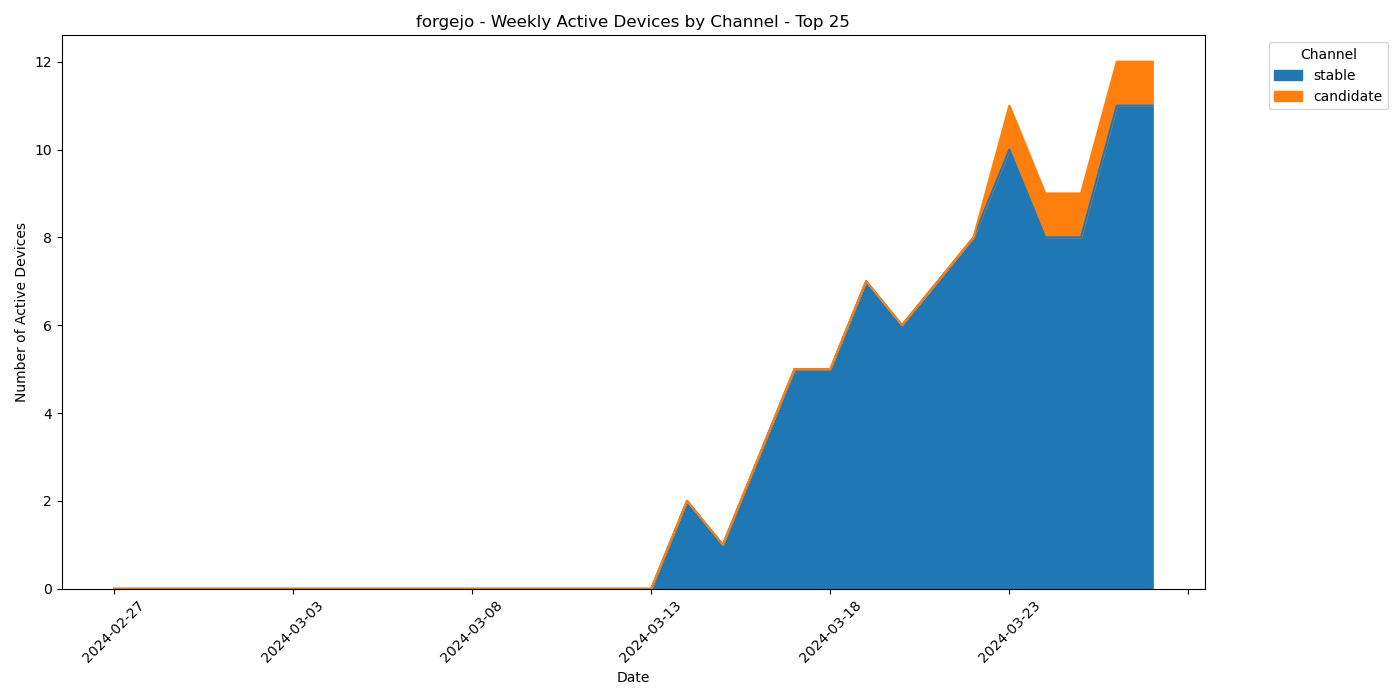 forgejo - Weekly Active Devices by Channel - Top 25
Channel
stable
candidate
Number of Active Devices
12
10
8
6
4
2
0
2024-02-27
2024-03-03
2024-03-08
2024-03-13
2024-03-18
2024-03-23
Date